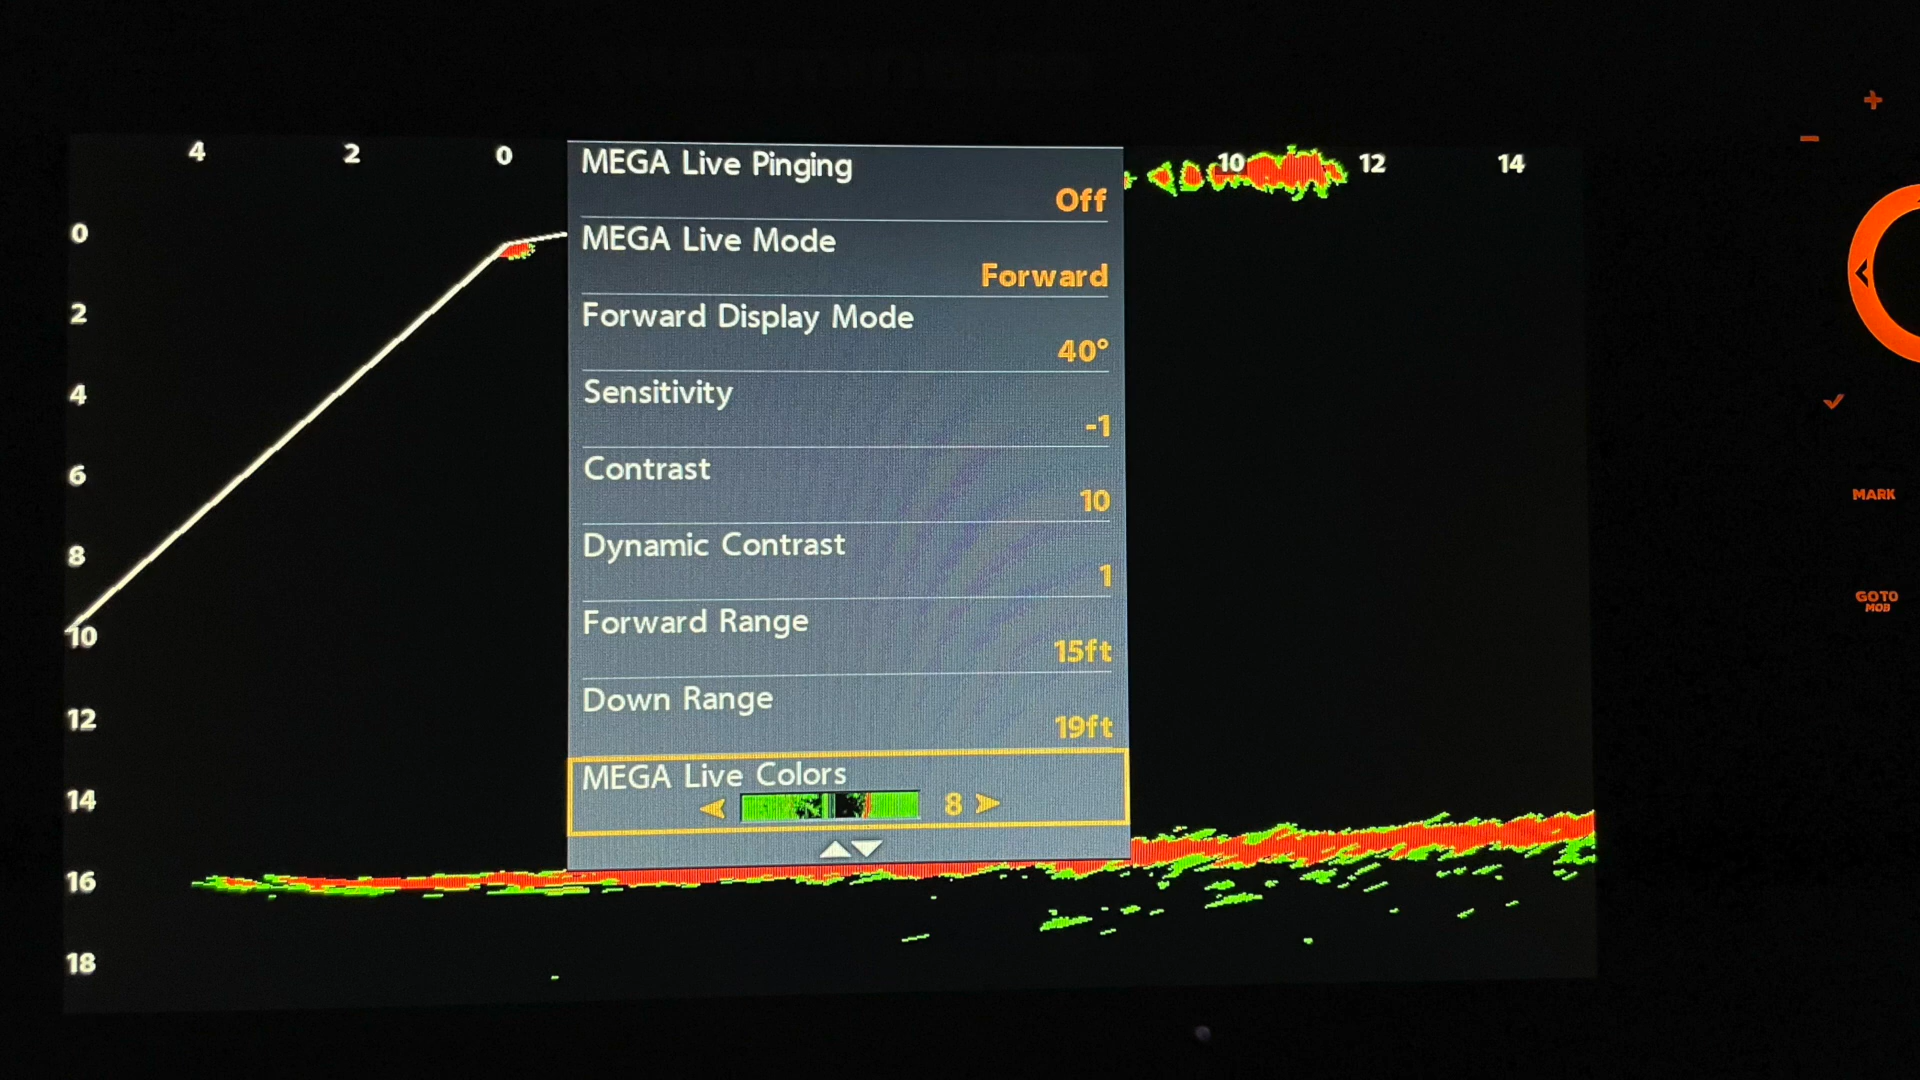 4 2 0 10 12 14
MEGA Live Pinging
Off
0
MEGA Live Mode
Forward
2
Forward Display Mode
40°
4
Sensitivity
-1
6
Contrast
10
MARK
8
Dynamic Contrast
1
10
Forward Range
15ft
GO TO
MOB
12
Down Range
19ft
14
MEGA Live Colors
8
16
18